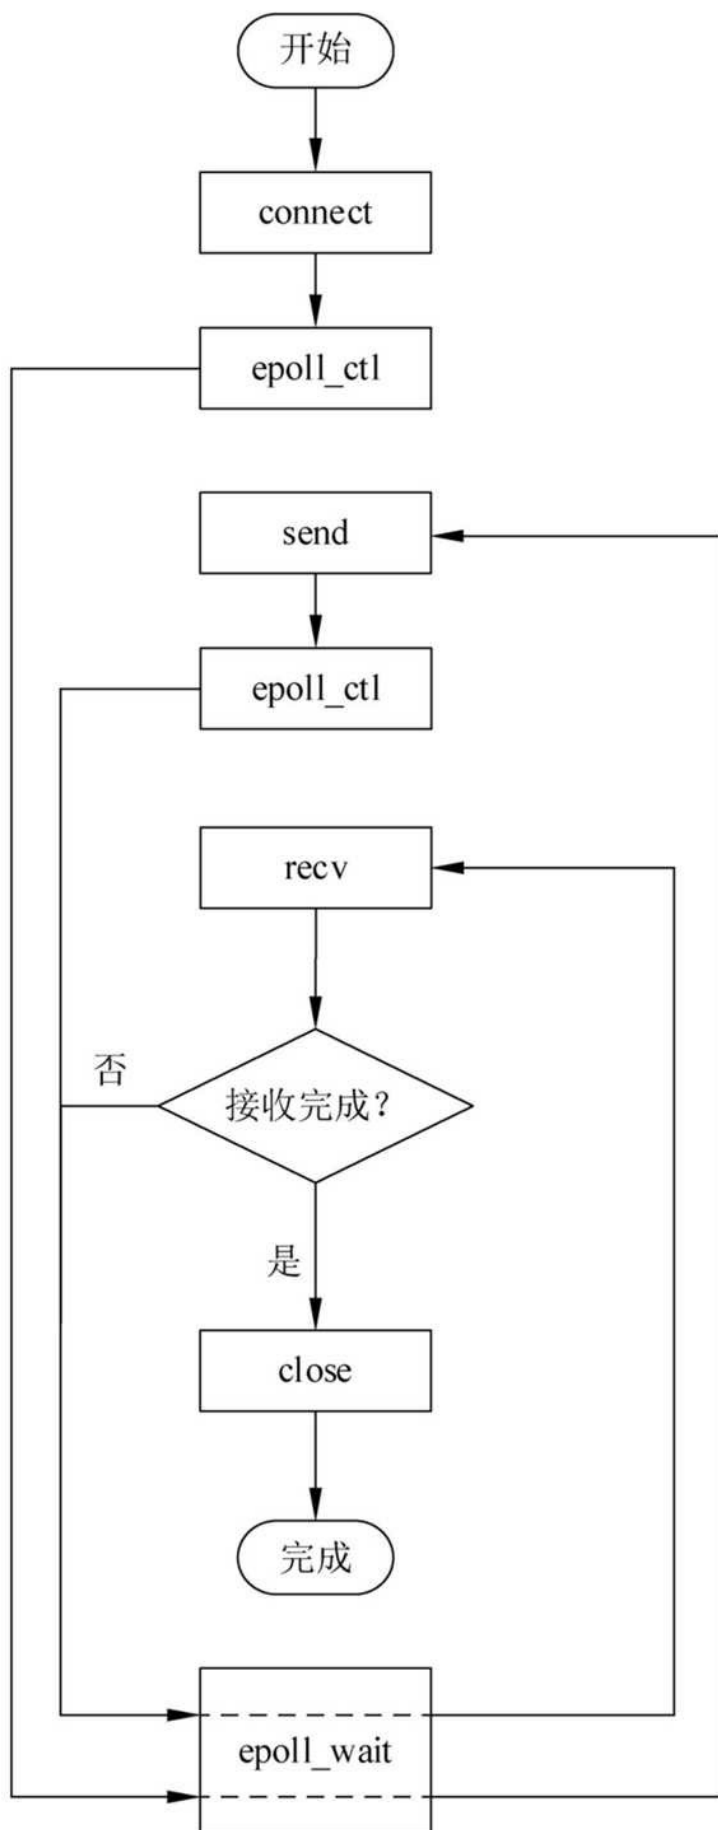 开始
connect
epoll_ctl
send
epoll_ctl
recv
否
接收完成?
是
close
完成
epoll_wait